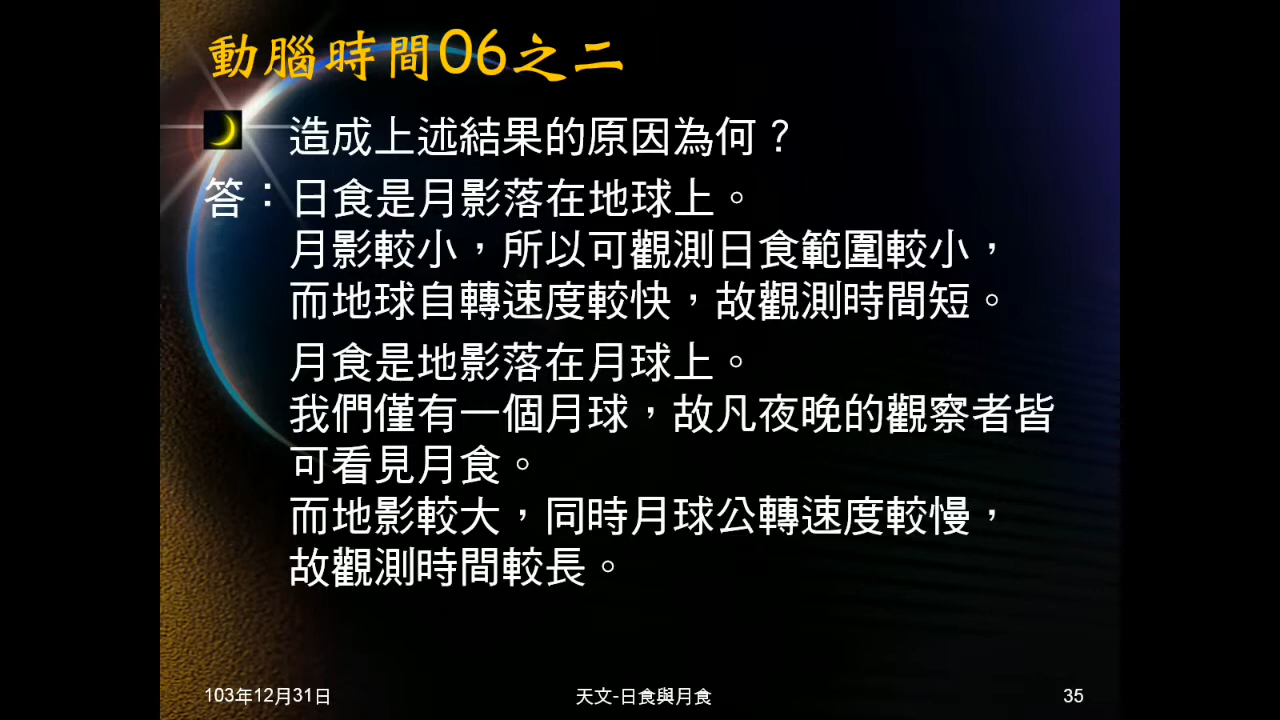 動腦時間06之二
造成上述結果的原因為何？
答：日食是月影落在地球上。
月影較小，所以可觀測日食範圍較小，
而地球自轉速度較快，故觀測時間短。
月食是地影落在月球上。
我們僅有一個月球，故凡夜晚的觀察者皆
可看見月食。
而地影較大，同時月球公轉速度較慢，
故觀測時間較長。
103年12月31日
天文-日食與月食
35